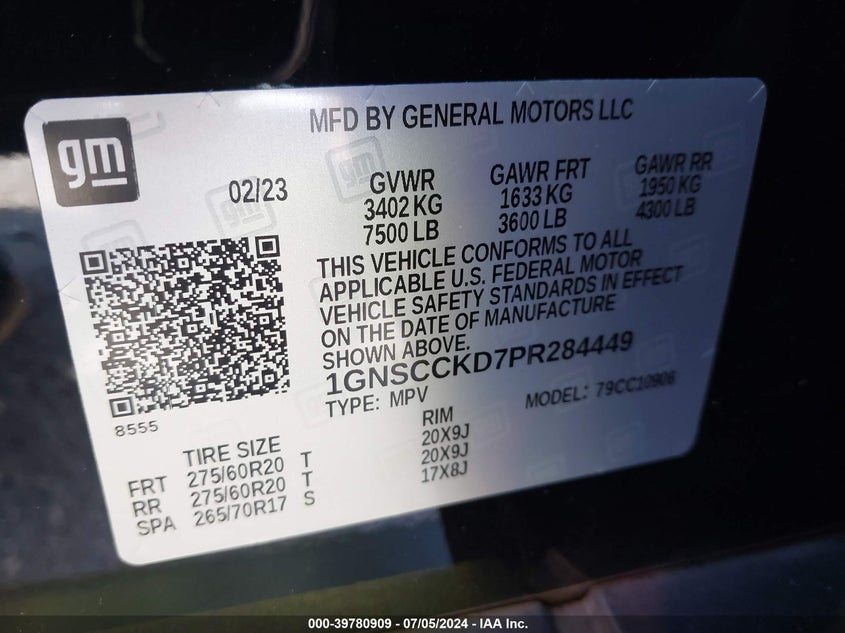 MFD BY GENERAL MOTORS LLC
gm
02/23
GVWR GAWR FRT GAWR RR
3402 KG 1633 KG 1950 KG
7500 LB 3600 LB 4300 LB
THIS VEHICLE CONFORMS TO ALL
APPLICABLE U.S. FEDERAL MOTOR
VEHICLE SAFETY STANDARDS IN EFFECT
ON THE DATE OF MANUFACTURE
SHOWN ABOVE.
1GNSCCKD7PR284449
TYPE: MPV MODEL: 79CC10906
8555
TIRE SIZE RIM
FRT 275/60R20 T 20X9J
RR 275/60R20 T 20X9J
SPA 265/70R17 S 17X8J
000-39780909 - 07/05/2024 - IAA Inc.